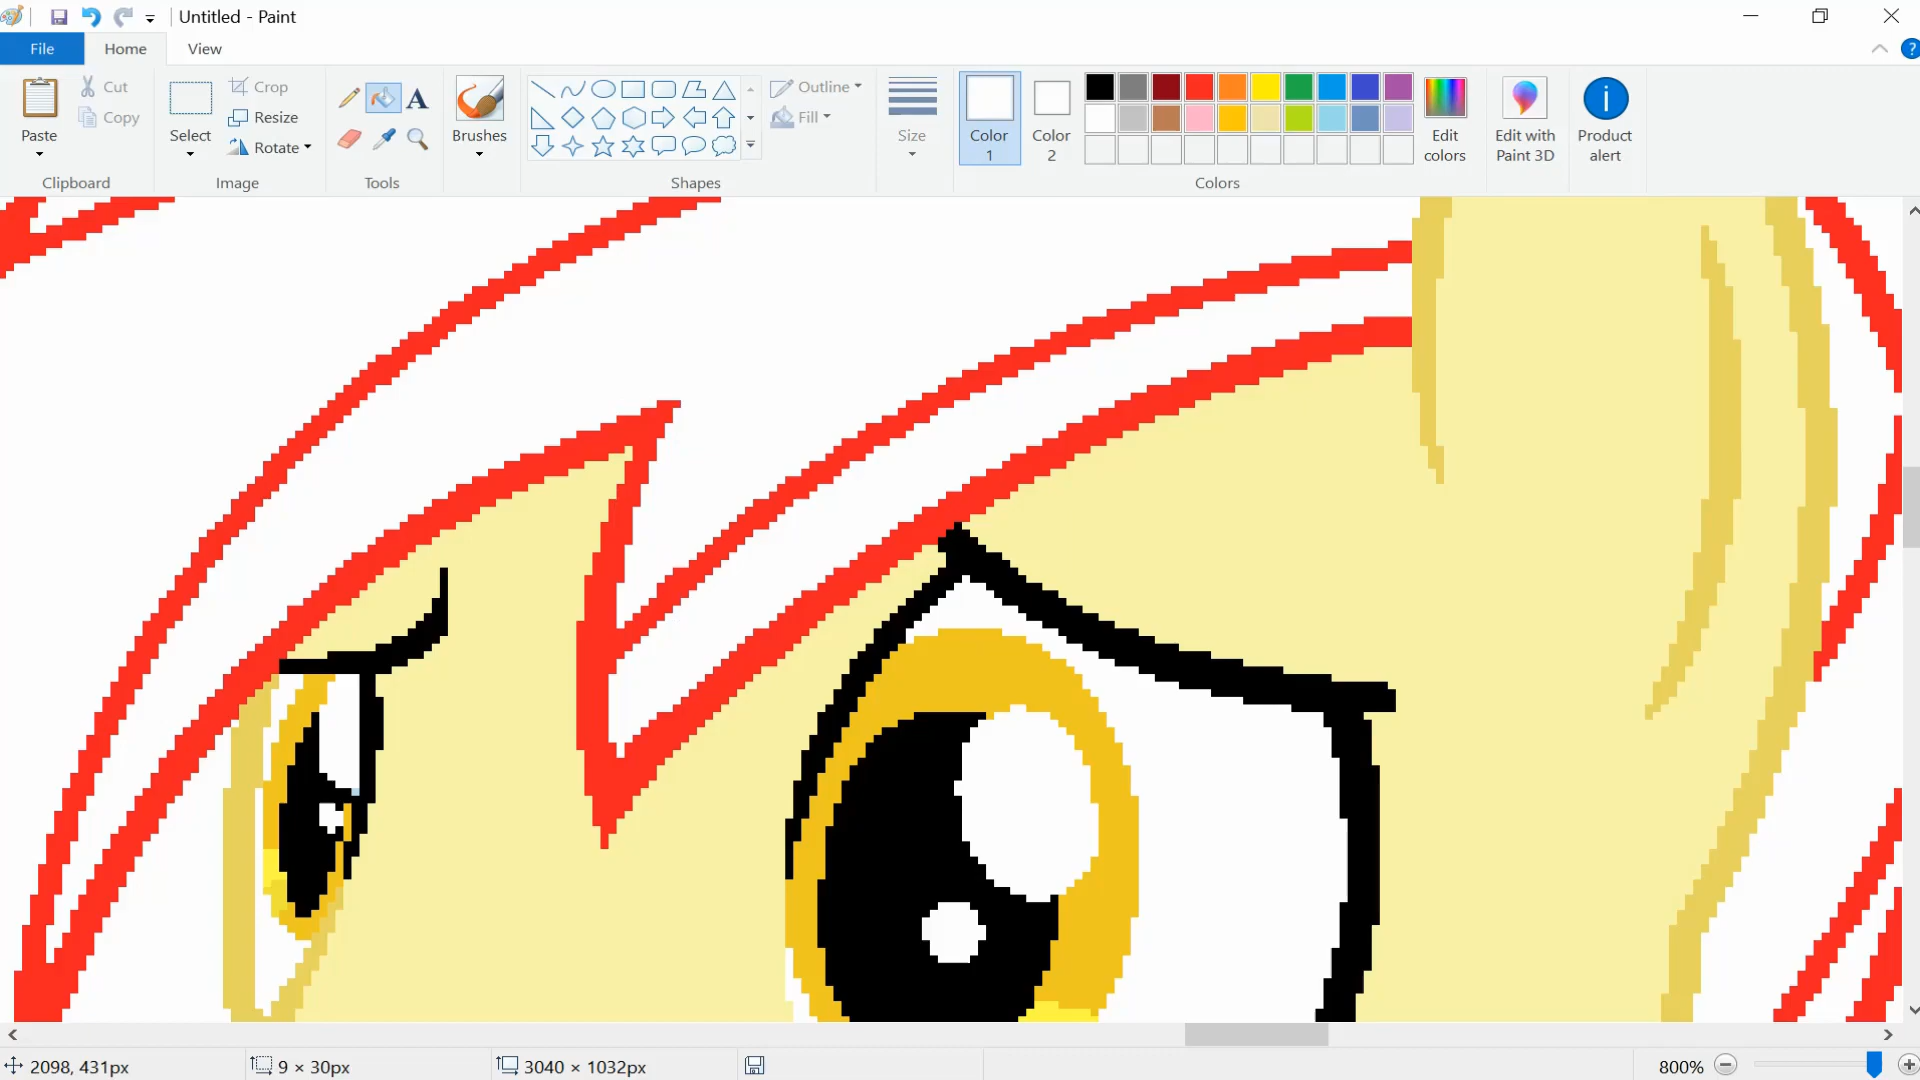 Untitled - Paint
File
Home
View
Paste
Cut
Copy
Clipboard
Select
Crop
Resize
Rotate
Image
A
Tools
Brushes
Shapes
Outline
Fill
Size
Color
1
Color
2
Colors
Edit
colors
Edit with
Paint 3D
Product
alert
2098, 431px
9 × 30px
3040 × 1032px
800%